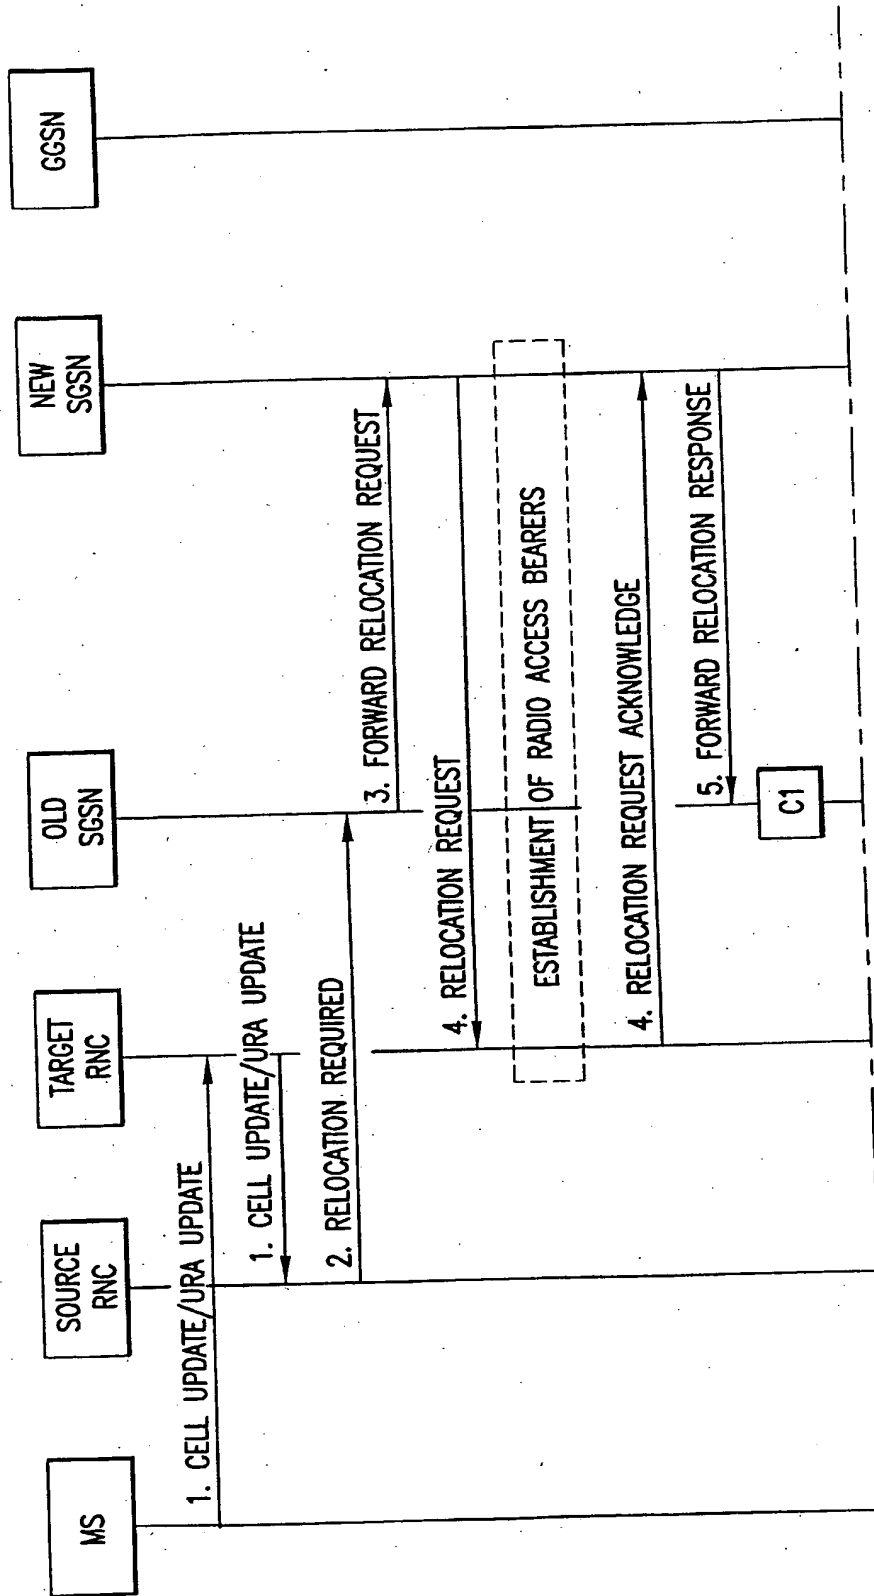 MS
SOURCE
RNC
TARGET
RNC
OLD
SGSN
NEW
SGSN
GGSN
1. CELL UPDATE/URA UPDATE
1. CELL UPDATE/URA UPDATE
2. RELOCATION REQUIRED
3. FORWARD RELOCATION REQUEST
4. RELOCATION REQUEST
ESTABLISHMENT OF RADIO ACCESS BEARERS
4. RELOCATION REQUEST ACKNOWLEDGE
5. FORWARD RELOCATION RESPONSE
C1